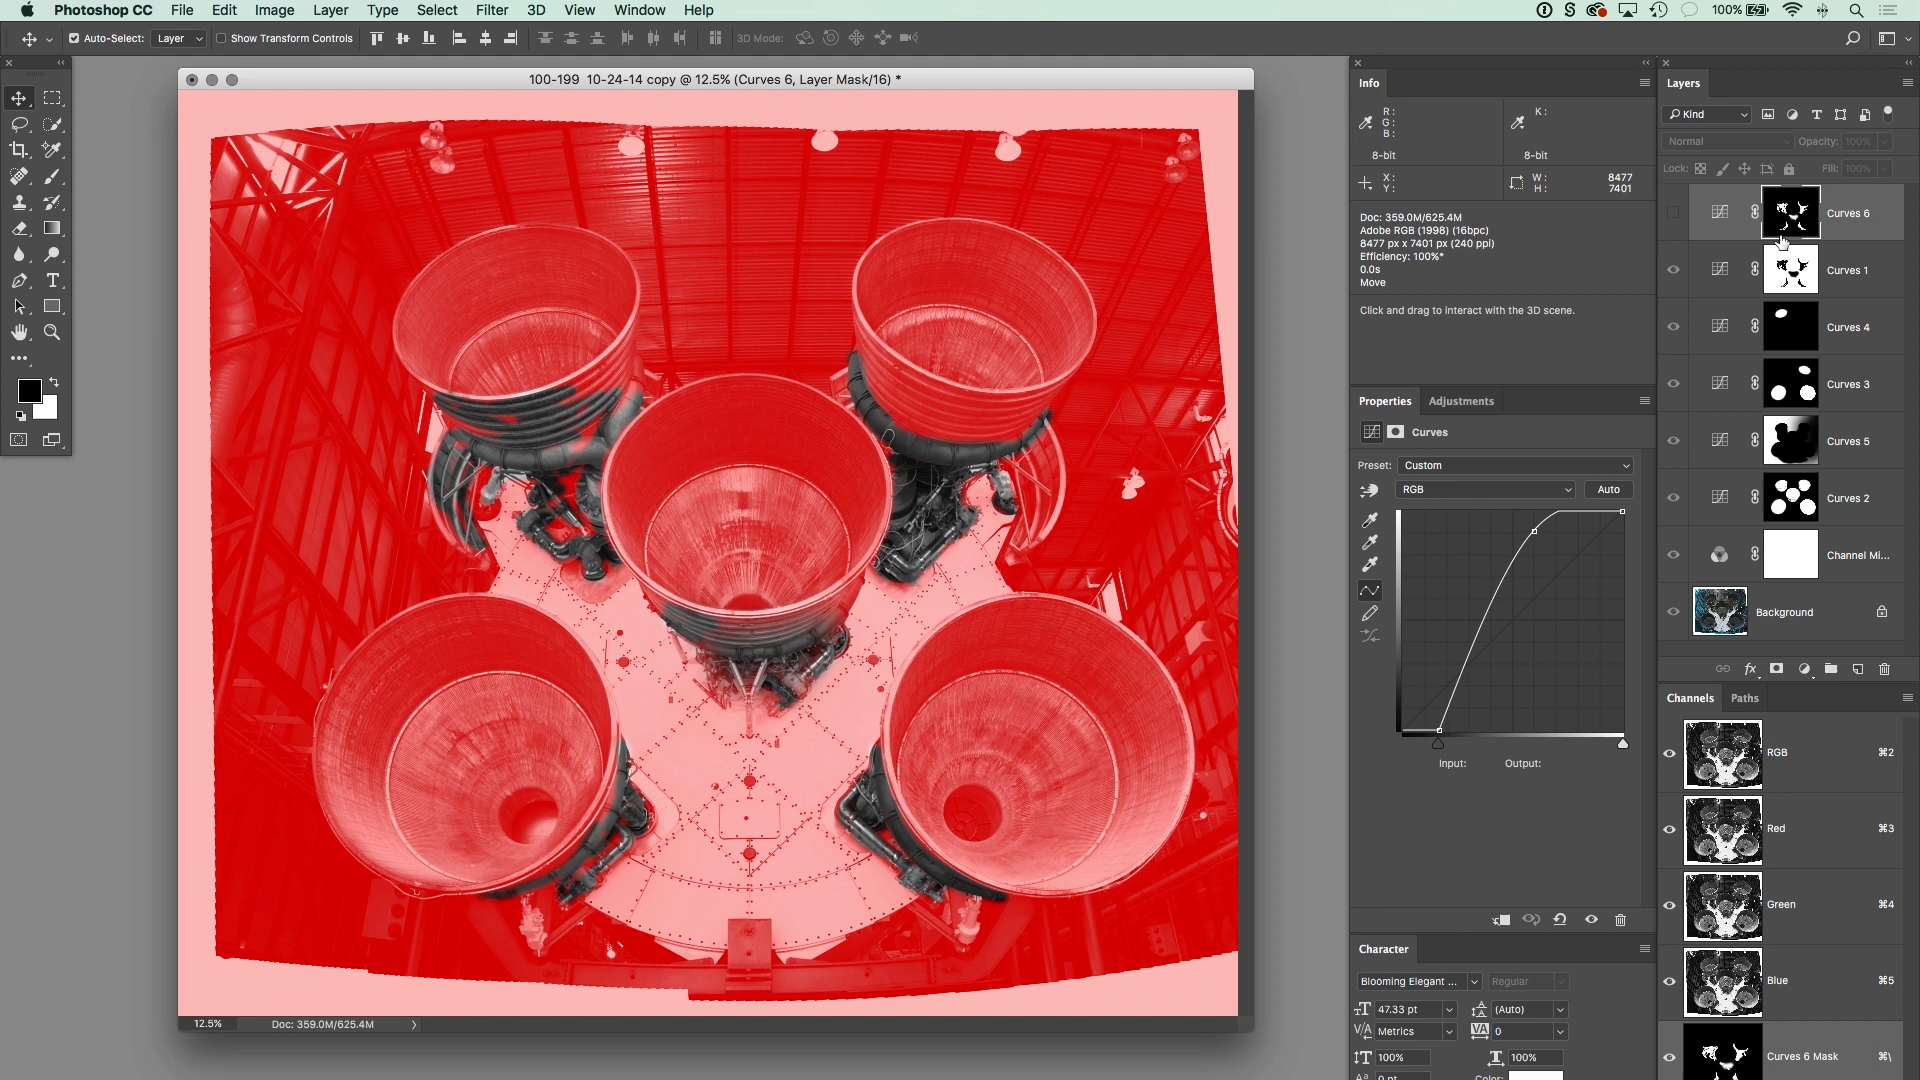 Photoshop CC File Edit Image Layer Type Select Filter 3D View Window Help 100%
Auto-Select: Layer Show Transform Controls 3D Mode:
100-199 10-24-14 copy @ 12.5% (Curves 6, Layer Mask/16) *
Info
R:
G:
B:
K:
8-bit 8-bit
X:
Y:
W: 8477
H: 7401
Doc: 359.0M/625.4M
Adobe RGB (1998) (16bpc)
8477 px x 7401 px (240 ppi)
Efficiency: 100%*
0.0s
Move
Click and drag to interact with the 3D scene.
Properties Adjustments
Curves
Preset: Custom
RGB Auto
Input: Output:
Character
Blooming Elegant ... Regular
47.33 pt (Auto)
Metrics 0
100% 100%
0 pt Color:
Layers
Kind
Normal Opacity: 100%
Lock: Fill: 100%
Curves 6
Curves 1
Curves 4
Curves 3
Curves 5
Curves 2
Channel Mi...
Background
Channels Paths
RGB ⌘2
Red ⌘3
Green ⌘4
Blue ⌘5
Curves 6 Mask ⌘\
12.5% Doc: 359.0M/625.4M